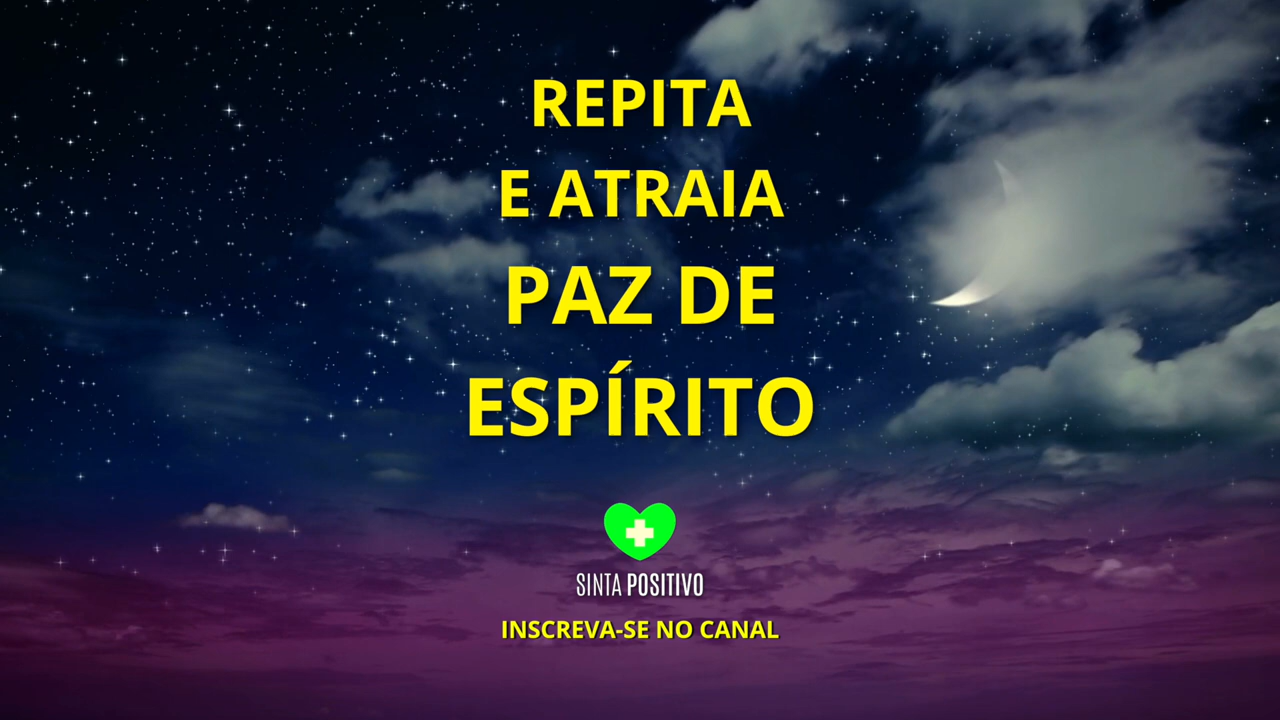 REPITA
E ATRAIA
PAZ DE
ESPÍRITO
SINTA POSITIVO
INSCREVA-SE NO CANAL